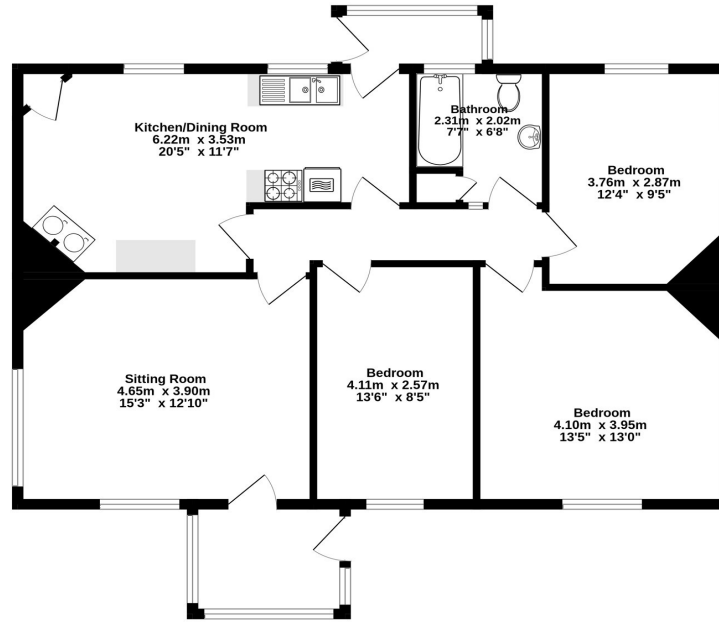 Kitchen/Dining Room
6.22m x 3.53m
20'5" x 11'7"
Bathroom
2.31m x 2.02m
7'7" x 6'8"
Bedroom
3.76m x 2.87m
12'4" x 9'5"
Sitting Room
4.65m x 3.90m
15'3" x 12'10"
Bedroom
4.11m x 2.57m
13'6" x 8'5"
Bedroom
4.10m x 3.95m
13'5" x 13'0"